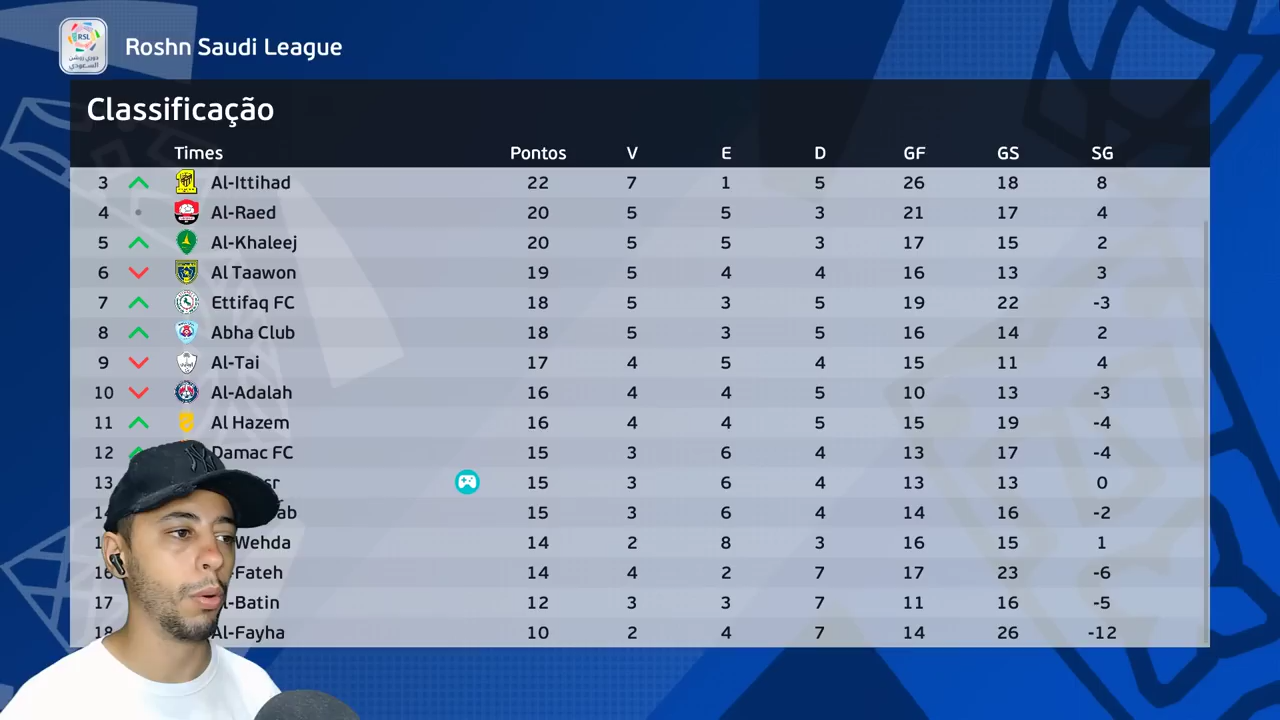 RSL
دوري روشن
السعودي
Roshn Saudi League
Classificação
Times Pontos V E D GF GS SG
3 Al-Ittihad 22 7 1 5 26 18 8
4 Al-Raed 20 5 5 3 21 17 4
5 Al-Khaleej 20 5 5 3 17 15 2
6 Al Taawon 19 5 4 4 16 13 3
7 Ettifaq FC 18 5 3 5 19 22 -3
8 Abha Club 18 5 3 5 16 14 2
9 Al-Tai 17 4 5 4 15 11 4
10 Al-Adalah 16 4 4 5 10 13 -3
11 Al Hazem 16 4 4 5 15 19 -4
12 Damac FC 15 3 6 4 13 17 -4
13 15 3 6 4 13 13 0
15 3 6 4 14 16 -2
Wehda 14 2 8 3 16 15 1
16 -Fateh 14 4 2 7 17 23 -6
17 l-Batin 12 3 3 7 11 16 -5
18 Al-Fayha 10 2 4 7 14 26 -12